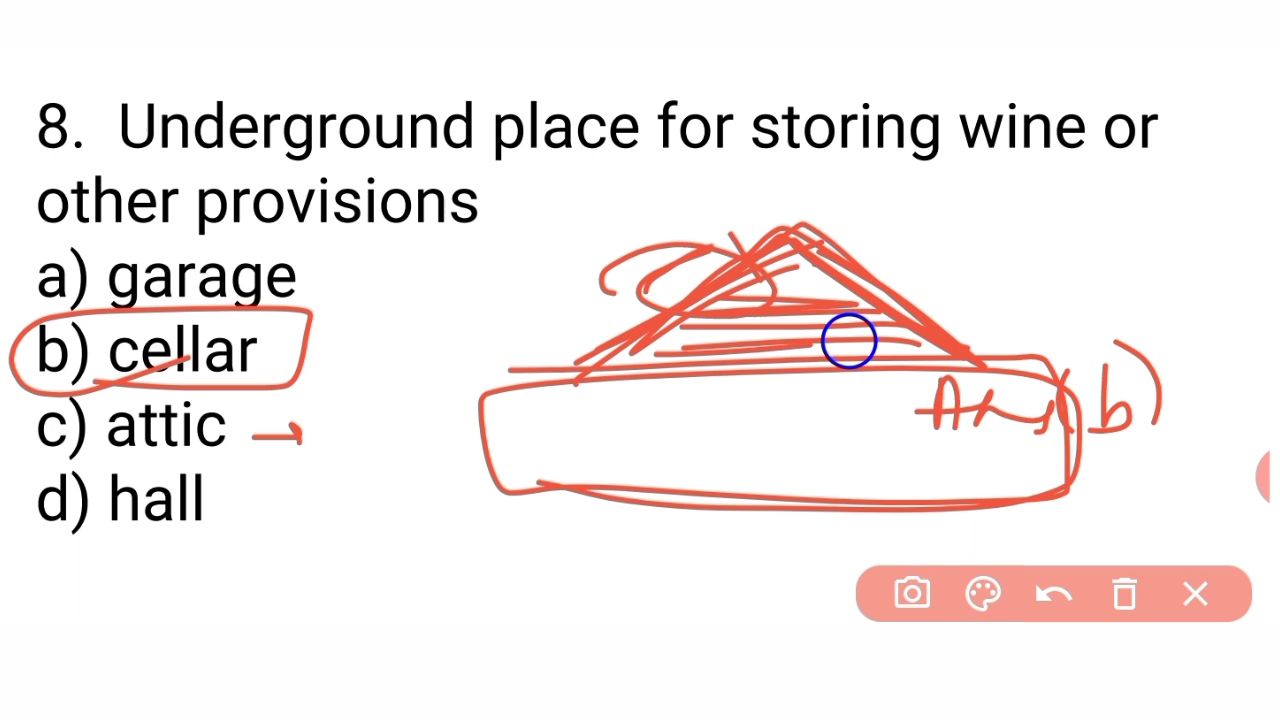 8.  Underground place for storing wine or
other provisions
a) garage
b) cellar
c) attic
d) hall
Ans(b)